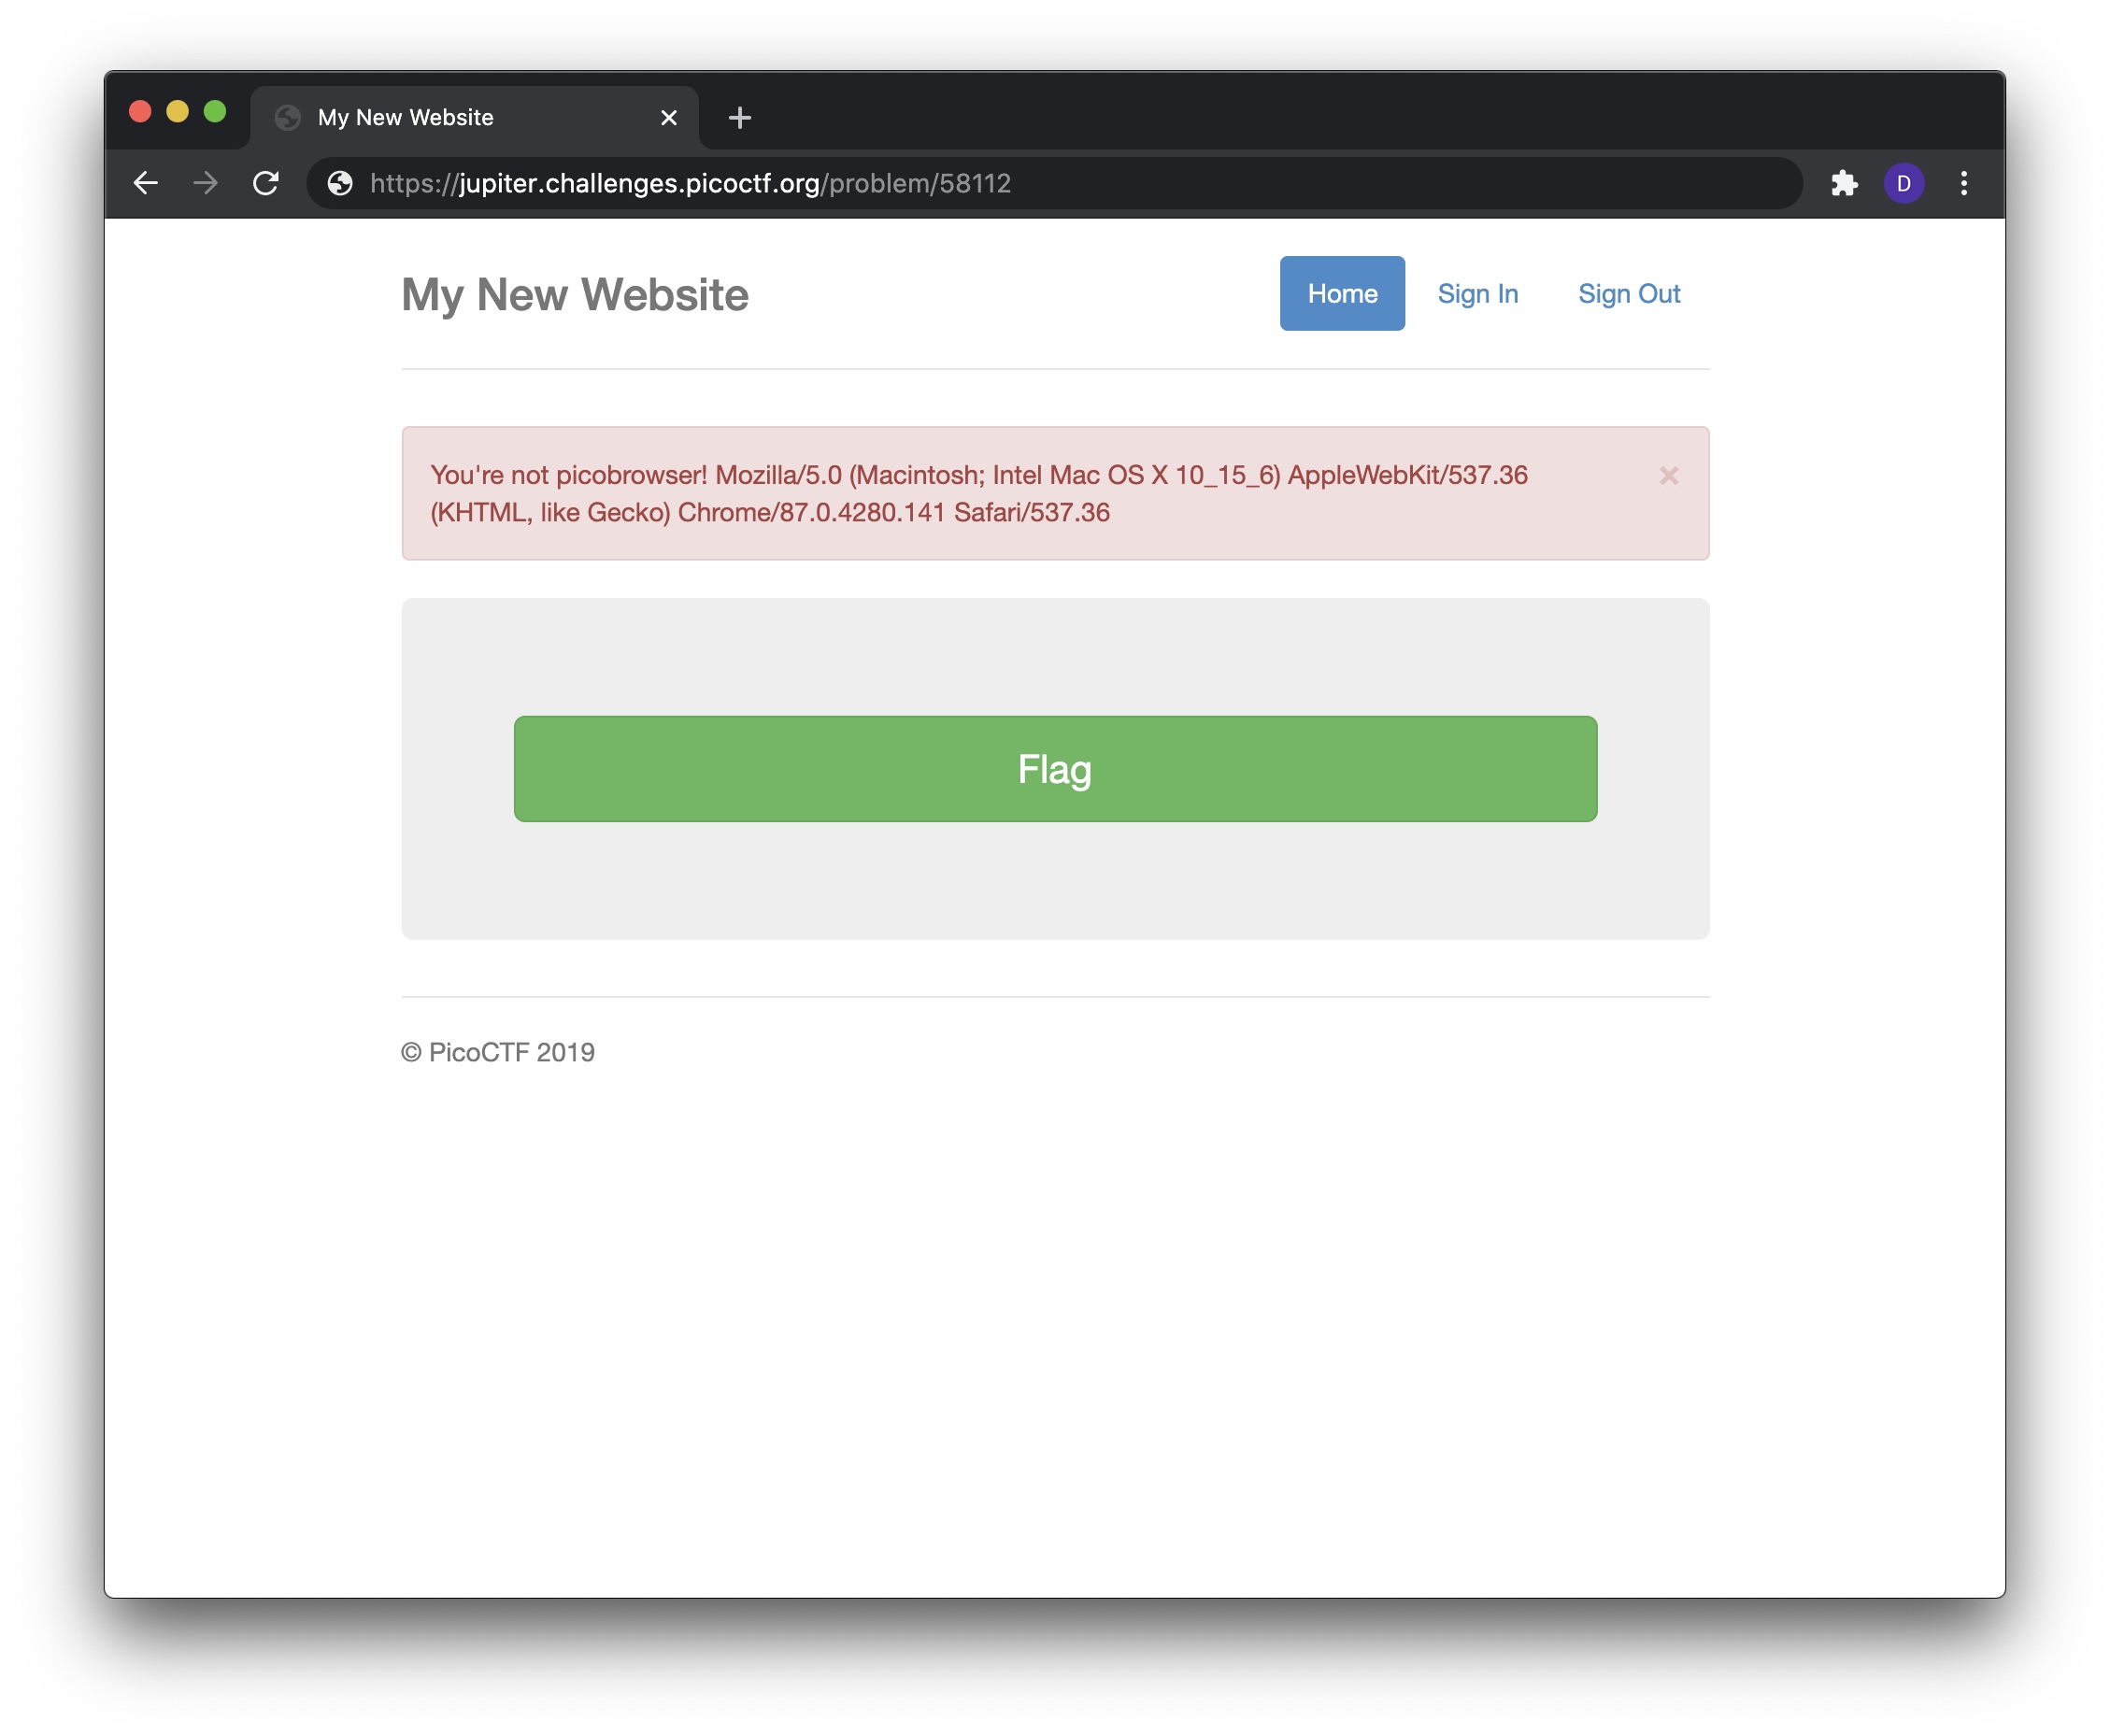 My New Website
https://jupiter.challenges.picoctf.org/problem/58112
D
My New Website
Home Sign In Sign Out
You're not picobrowser! Mozilla/5.0 (Macintosh; Intel Mac OS X 10_15_6) AppleWebKit/537.36
(KHTML, like Gecko) Chrome/87.0.4280.141 Safari/537.36
Flag
© PicoCTF 2019